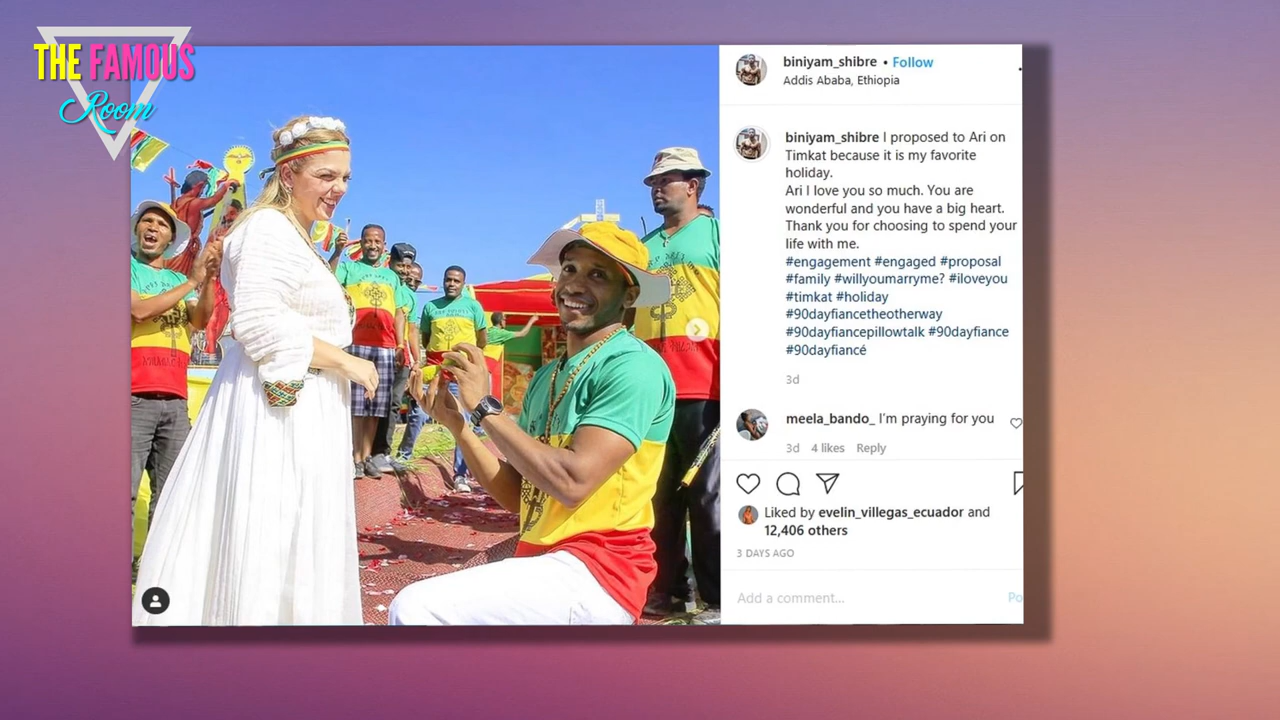 THE FAMOUS
Room
biniyam_shibre • Follow
Addis Ababa, Ethiopia
biniyam_shibre I proposed to Ari on
Timkat because it is my favorite
holiday.
Ari I love you so much. You are
wonderful and you have a big heart.
Thank you for choosing to spend your
life with me.
#engagement #engaged #proposal
#family #willyoumarryme? #iloveyou
#timkat #holiday
#90dayfiancetheotherway
#90dayfiancepillowtalk #90dayfiance
#90dayfiancé
3d
meela_bando_ I'm praying for you
3d 4 likes Reply
Liked by evelin_villegas_ecuador and
12,406 others
3 DAYS AGO
Add a comment...
Po